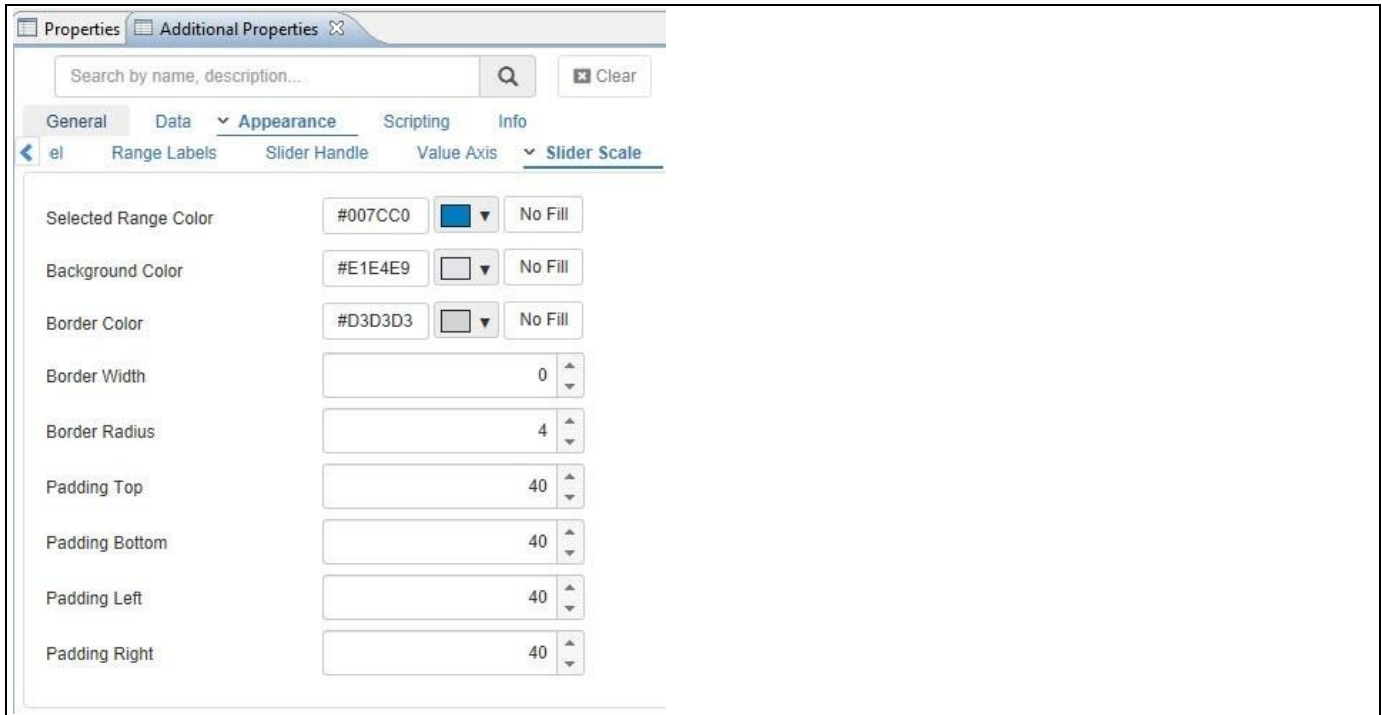 Properties Additional Properties
Search by name, description... Clear
General Data Appearance Scripting Info
el Range Labels Slider Handle Value Axis Slider Scale
Selected Range Color #007CC0 No Fill
Background Color #E1E4E9 No Fill
Border Color #D3D3D3 No Fill
Border Width 0
Border Radius 4
Padding Top 40
Padding Bottom 40
Padding Left 40
Padding Right 40